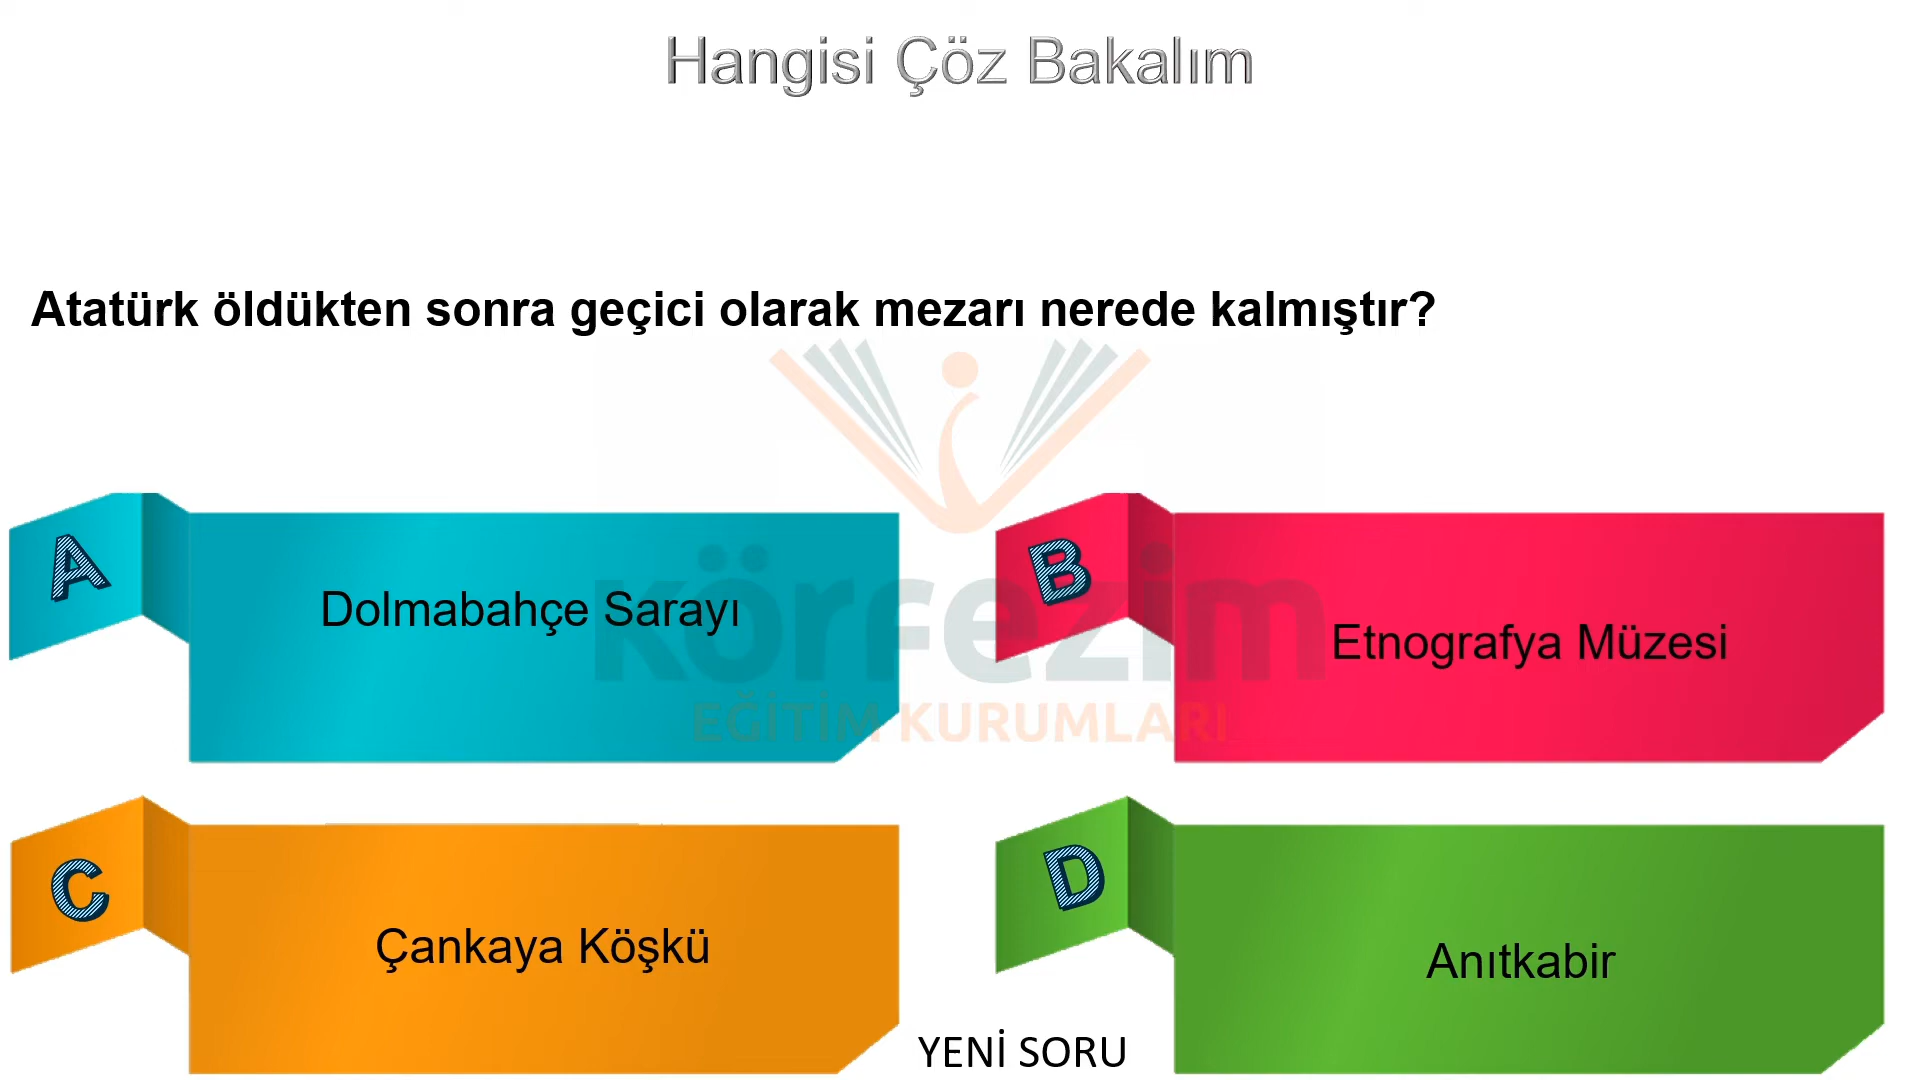 Hangisi Çöz Bakalım
Atatürk öldükten sonra geçici olarak mezarı nerede kalmıştır?
A
Dolmabahçe Sarayı
B
Etnografya Müzesi
körfezim
EĞİTİM KURUMLARI
C
Çankaya Köşkü
D
Anıtkabir
YENİ SORU